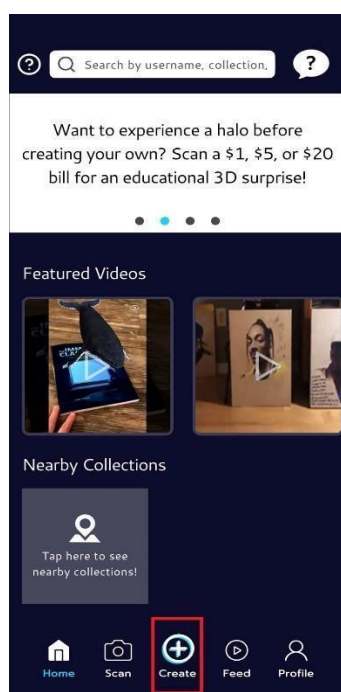 ?
Search by username, collection,
?
Want to experience a halo before
creating your own? Scan a $1, $5, or $20
bill for an educational 3D surprise!
Featured Videos
Nearby Collections
Tap here to see
nearby collections!
Home Scan Create Feed Profile